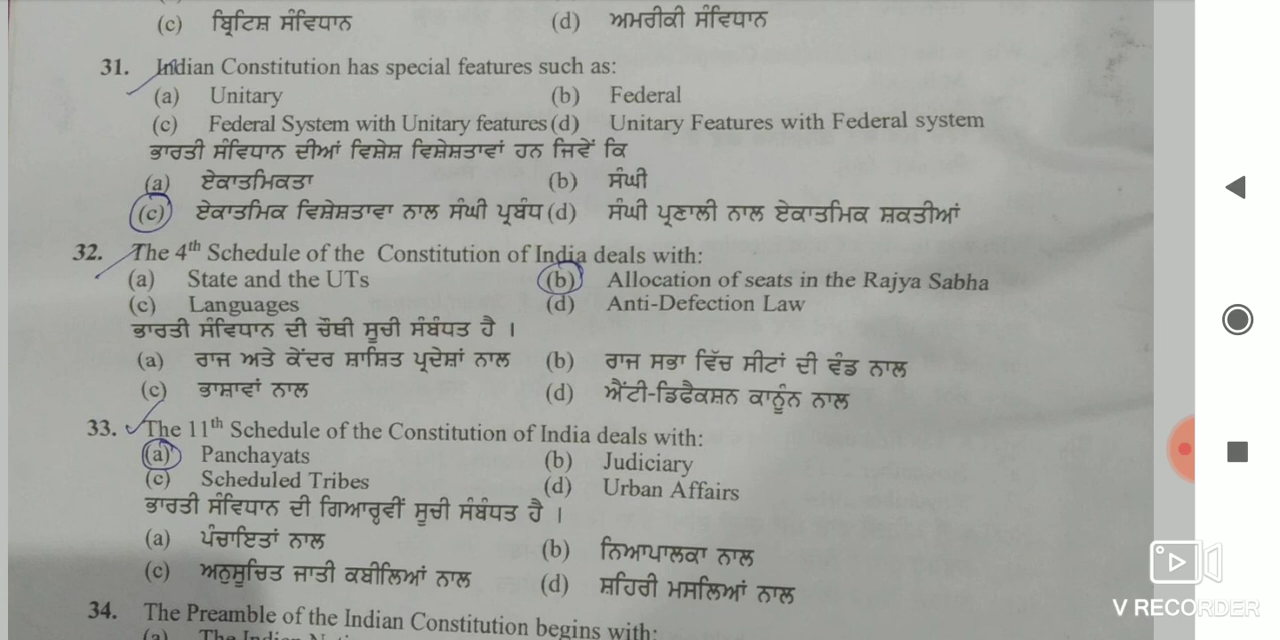 (c) ਬ੍ਰਿਟਿਸ਼ ਸੰਵਿਧਾਨ (d) ਅਮਰੀਕੀ ਸੰਵਿਧਾਨ
31. Indian Constitution has special features such as:
(a) Unitary (b) Federal
(c) Federal System with Unitary features (d) Unitary Features with Federal system
ਭਾਰਤੀ ਸੰਵਿਧਾਨ ਦੀਆਂ ਵਿਸ਼ੇਸ਼ ਵਿਸ਼ੇਸ਼ਤਾਵਾਂ ਹਨ ਜਿਵੇਂ ਕਿ
(a) ਏਕਾਤਮਿਕਤਾ (b) ਸੰਘੀ
(c) ਏਕਾਤਮਿਕ ਵਿਸ਼ੇਸ਼ਤਾਵਾ ਨਾਲ ਸੰਘੀ ਪ੍ਰਬੰਧ (d) ਸੰਘੀ ਪ੍ਰਣਾਲੀ ਨਾਲ ਏਕਾਤਮਿਕ ਸ਼ਕਤੀਆਂ
32. The 4th Schedule of the Constitution of India deals with:
(a) State and the UTs (b) Allocation of seats in the Rajya Sabha
(c) Languages (d) Anti-Defection Law
ਭਾਰਤੀ ਸੰਵਿਧਾਨ ਦੀ ਚੌਥੀ ਸੂਚੀ ਸੰਬੰਧਤ ਹੈ ।
(a) ਰਾਜ ਅਤੇ ਕੇਂਦਰ ਸ਼ਾਸ਼ਿਤ ਪ੍ਰਦੇਸ਼ਾਂ ਨਾਲ (b) ਰਾਜ ਸਭਾ ਵਿੱਚ ਸੀਟਾਂ ਦੀ ਵੰਡ ਨਾਲ
(c) ਭਾਸ਼ਾਵਾਂ ਨਾਲ (d) ਐਂਟੀ-ਡਿਫੈਕਸ਼ਨ ਕਾਨੂੰਨ ਨਾਲ
33. The 11th Schedule of the Constitution of India deals with:
(a) Panchayats (b) Judiciary
(c) Scheduled Tribes (d) Urban Affairs
ਭਾਰਤੀ ਸੰਵਿਧਾਨ ਦੀ ਗਿਆਰ੍ਹਵੀਂ ਸੂਚੀ ਸੰਬੰਧਤ ਹੈ ।
(a) ਪੰਚਾਇਤਾਂ ਨਾਲ (b) ਨਿਆਪਾਲਕਾ ਨਾਲ
(c) ਅਨੁਸੂਚਿਤ ਜਾਤੀ ਕਬੀਲਿਆਂ ਨਾਲ (d) ਸ਼ਹਿਰੀ ਮਸਲਿਆਂ ਨਾਲ
34. The Preamble of the Indian Constitution begins with:
(a) The Indian
V RECORDER